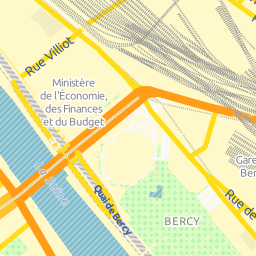 Rue Villiot
Ministère
de l'Économie,
des Finances
et du Budget
La Seine
Quai de Bercy
Gare
Ber
BERCY
Rue de